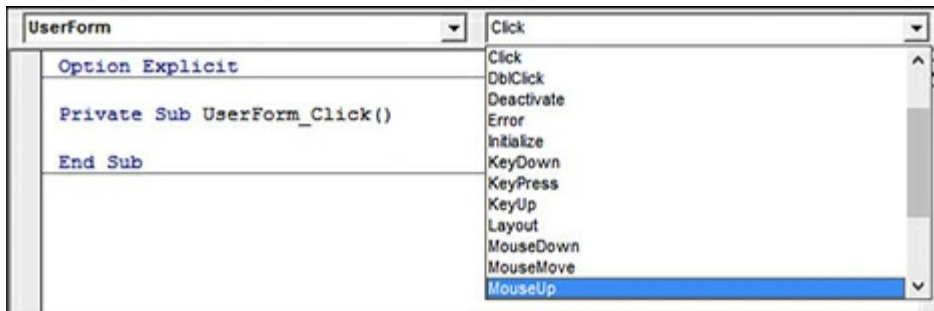 UserForm
Click
Option Explicit
Private Sub UserForm_Click()
End Sub
Click
DblClick
Deactivate
Error
Initialize
KeyDown
KeyPress
KeyUp
Layout
MouseDown
MouseMove
MouseUp